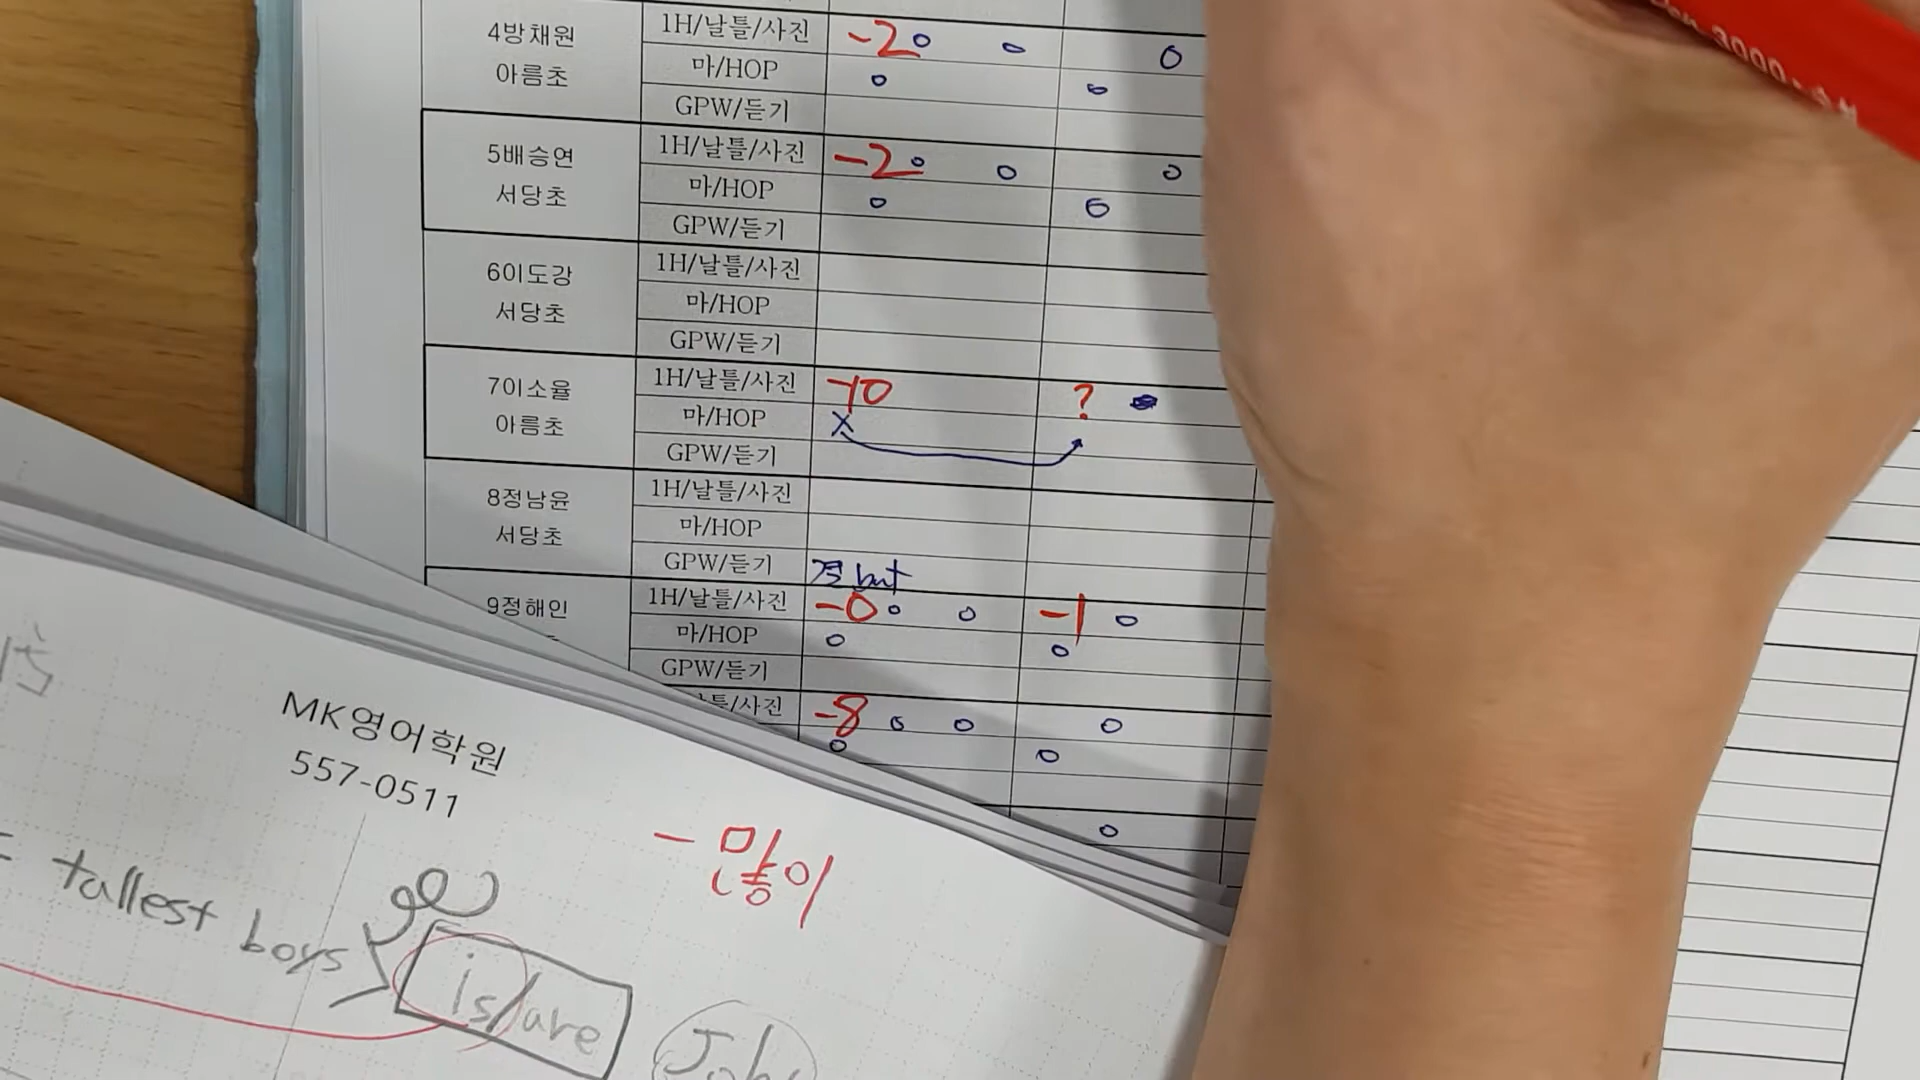 4방채원
아름초
1H/날틀/사진 -2 o o o
마/HOP o o
GPW/듣기
5배승연
서당초
1H/날틀/사진 -2 o o o
마/HOP o o
GPW/듣기
6이도강
서당초
1H/날틀/사진
마/HOP
GPW/듣기
7이소율
아름초
1H/날틀/사진 -10 ?
마/HOP X
GPW/듣기
8정남윤
서당초
1H/날틀/사진
마/HOP
GPW/듣기 but
9정해인
1H/날틀/사진 -0 o o -1 o
마/HOP o o
GPW/듣기
틀/사진 -8 o o o
o o
o
3000
MK영어학원
557-0511
- 많이
tallest boys is/are